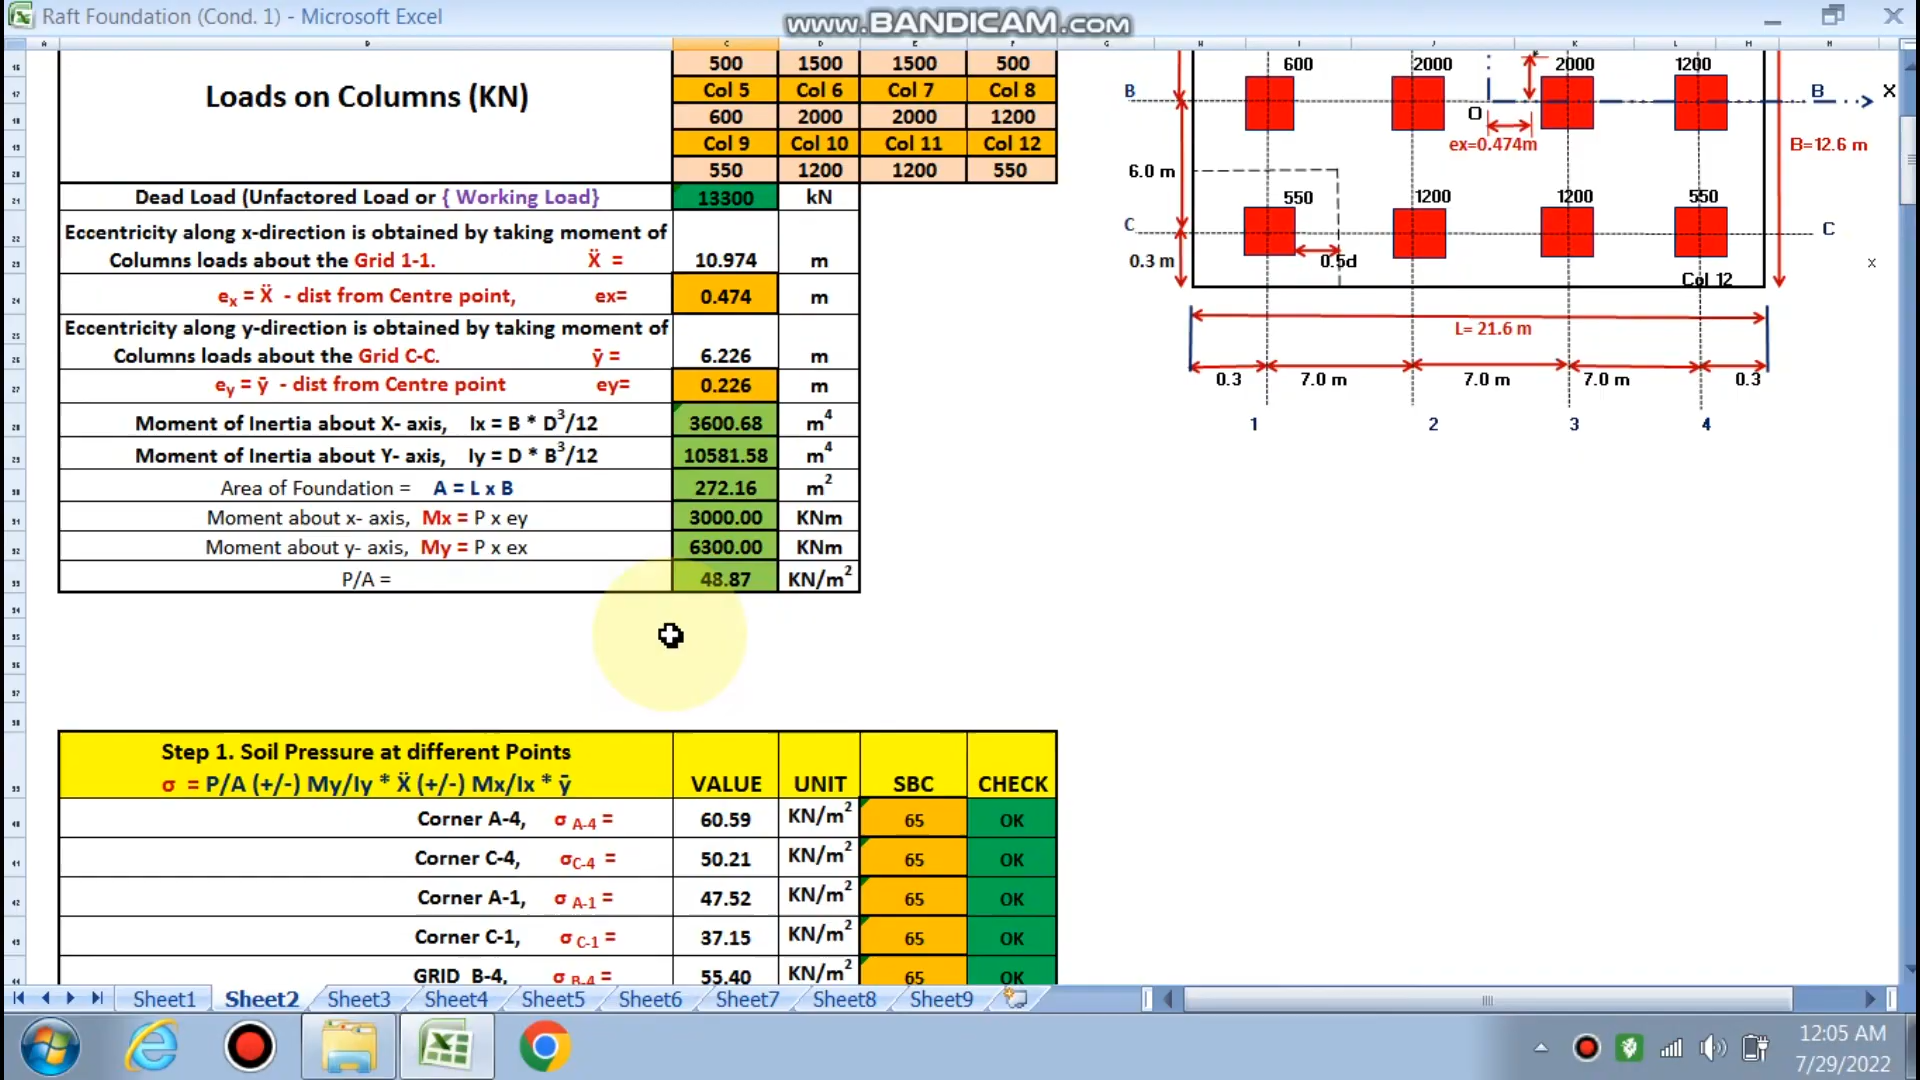 Raft Foundation (Cond. 1) - Microsoft Excel
www.BANDICAM.com
500 1500 1500 500
Loads on Columns (KN)
Col 5 Col 6 Col 7 Col 8
600 2000 2000 1200
Col 9 Col 10 Col 11 Col 12
550 1200 1200 550
Dead Load (Unfactored Load or { Working Load} 13300 kN
Eccentricity along x-direction is obtained by taking moment of
Columns loads about the Grid 1-1. Ẍ = 10.974 m
ex = Ẍ - dist from Centre point, ex= 0.474 m
Eccentricity along y-direction is obtained by taking moment of
Columns loads about the Grid C-C. ȳ = 6.226 m
ey = ȳ - dist from Centre point ey= 0.226 m
Moment of Inertia about X- axis, Ix = B * D3/12 3600.68 m4
Moment of Inertia about Y- axis, Iy = D * B3/12 10581.58 m4
Area of Foundation = A = L x B 272.16 m2
Moment about x- axis, Mx = P x ey 3000.00 KNm
Moment about y- axis, My = P x ex 6300.00 KNm
P/A = 48.87 KN/m2
Step 1. Soil Pressure at different Points
σ = P/A (+/-) My/Iy * Ẍ (+/-) Mx/Ix * ȳ VALUE UNIT SBC CHECK
Corner A-4, σ A-4 = 60.59 KN/m2 65 OK
Corner C-4, σC-4 = 50.21 KN/m2 65 OK
Corner A-1, σ A-1 = 47.52 KN/m2 65 OK
Corner C-1, σ C-1 = 37.15 KN/m2 65 OK
GRID B-4, σ B-4 = 55.40 KN/m2 65 OK
600 2000 2000 1200
B B X
O
ex=0.474m
B=12.6 m
6.0 m
550 1200 1200 550
C C
0.3 m 0.5d x
Col 12
L= 21.6 m
0.3 7.0 m 7.0 m 7.0 m 0.3
1 2 3 4
Sheet1 Sheet2 Sheet3 Sheet4 Sheet5 Sheet6 Sheet7 Sheet8 Sheet9
12:05 AM
7/29/2022